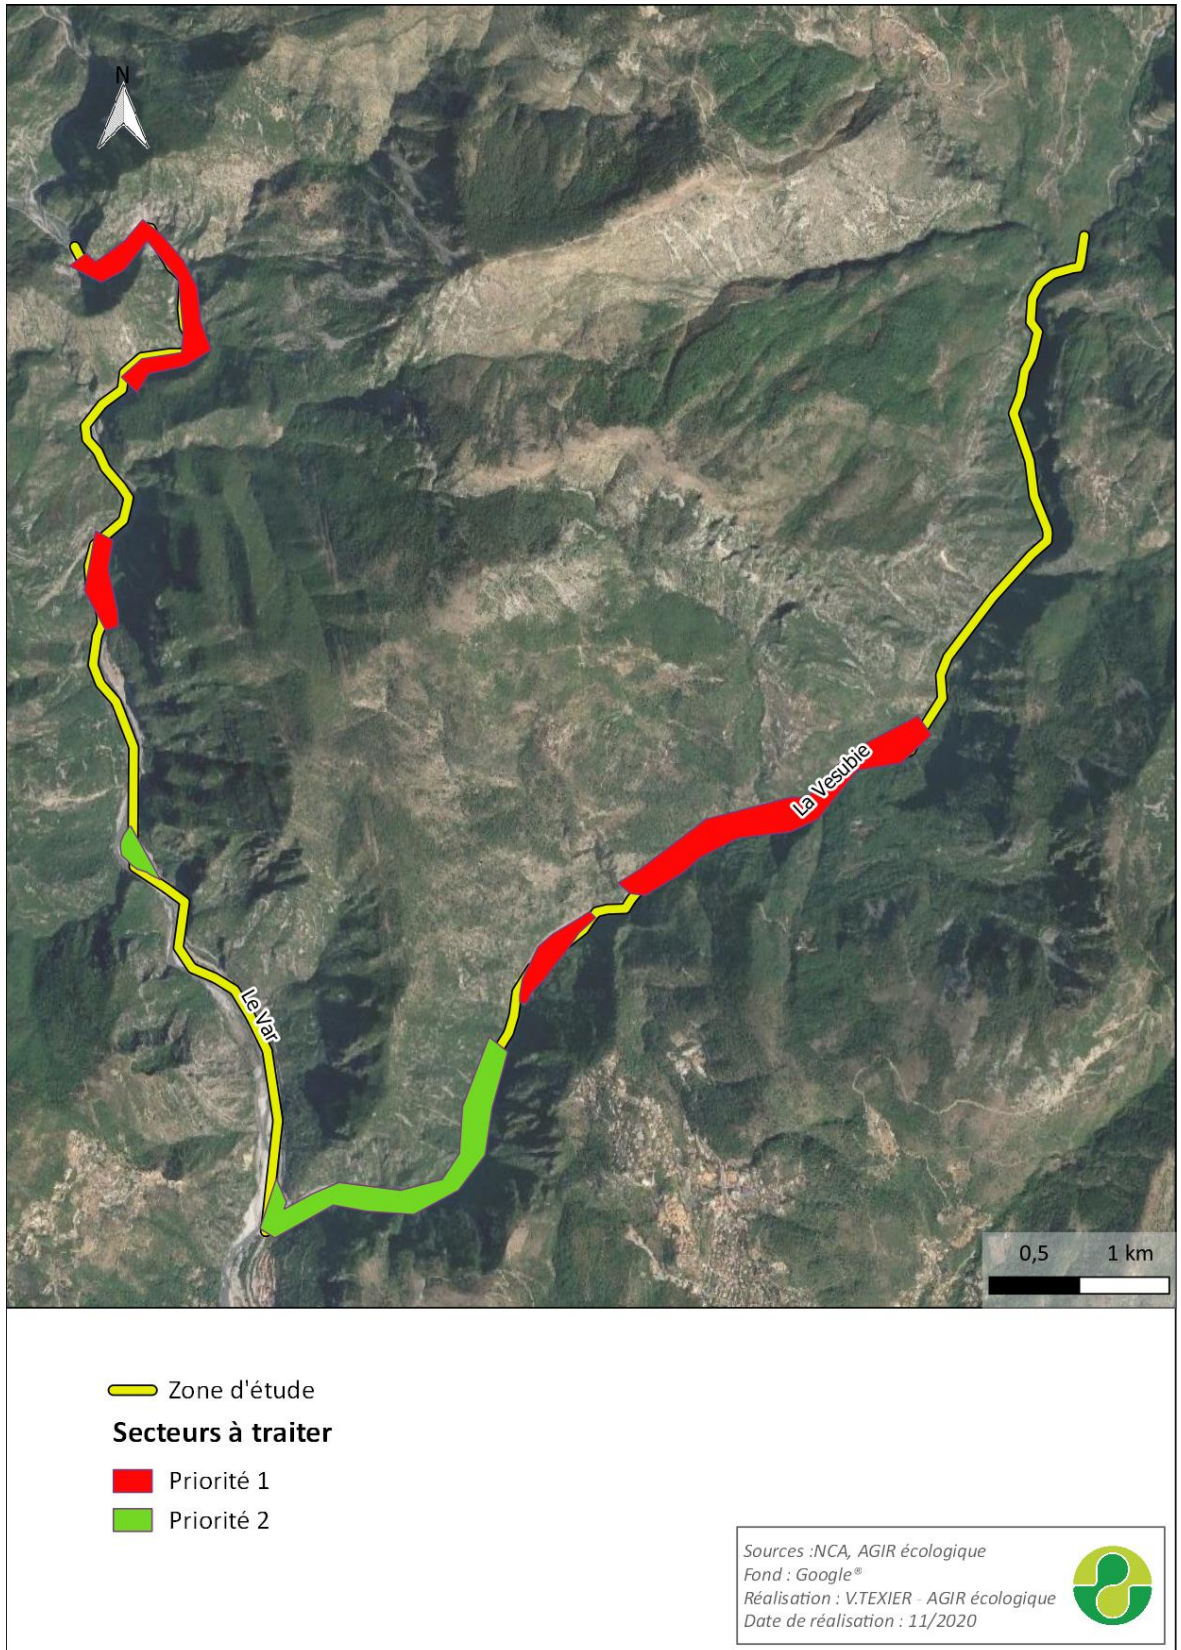 N
La Vesubie
Le Var
0,5 1 km
Zone d'étude
Secteurs à traiter
Priorité 1
Priorité 2
Sources :NCA, AGIR écologique
Fond : Google®
Réalisation : V.TEXIER - AGIR écologique
Date de réalisation : 11/2020